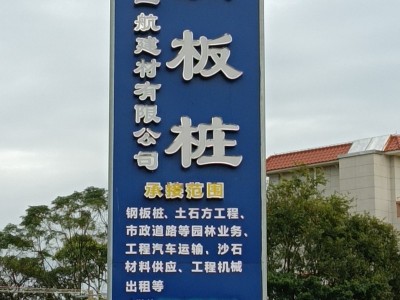 航建材有限公司
板桩
承接范围
钢板桩、土石方工程、
市政道路等园林业务、
工程汽车运输、沙石
材料供应、工程机械
出租等